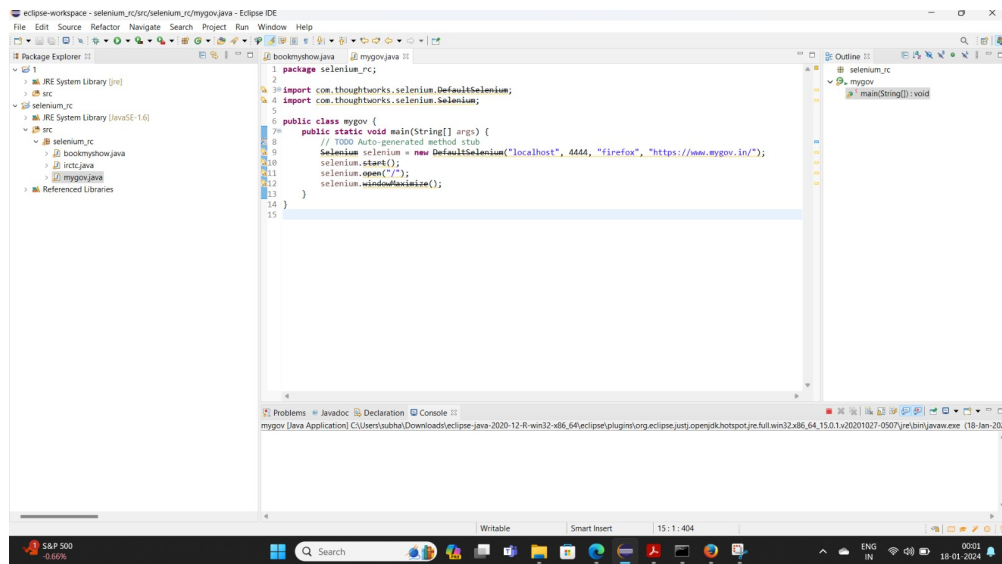 eclipse-workspace - selenium_rc/src/selenium_rc/mygov.java - Eclipse IDE
File Edit Source Refactor Navigate Search Project Run Window Help
Package Explorer
1
JRE System Library [jre]
src
selenium_rc
JRE System Library [JavaSE-1.6]
src
selenium_rc
bookmyshow.java
irctc.java
mygov.java
Referenced Libraries
bookmyshow.java mygov.java
1 package selenium_rc;
2
3 import com.thoughtworks.selenium.DefaultSelenium;
4 import com.thoughtworks.selenium.Selenium;
5
6 public class mygov {
7 public static void main(String[] args) {
8 // TODO Auto-generated method stub
9 Selenium selenium = new DefaultSelenium("localhost", 4444, "firefox", "https://www.mygov.in/");
10 selenium.start();
11 selenium.open("/");
12 selenium.windowMaximize();
13 }
14 }
15
Outline
selenium_rc
mygov
main(String[]) : void
Problems Javadoc Declaration Console
mygov [Java Application] C:\Users\subha\Downloads\eclipse-java-2020-12-R-win32-x86_64\eclipse\plugins\org.eclipse.justj.openjdk.hotspot.jre.full.win32.x86_64_15.0.1.v20201027-0507\jre\bin\javaw.exe (18-Jan-20
Writable Smart Insert 15 : 1 : 404
1
S&P 500
-0.66%
Search
ENG
IN
00:01
18-01-2024